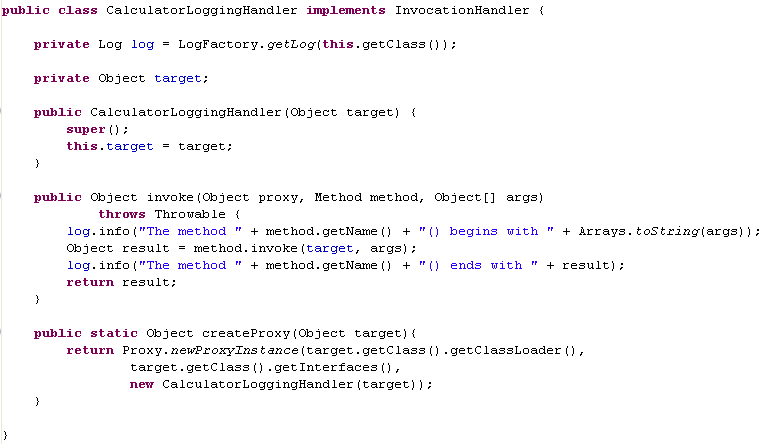 public class CalculatorLoggingHandler implements InvocationHandler {
private Log log = LogFactory.getLog(this.getClass());
private Object target;
public CalculatorLoggingHandler(Object target) {
super();
this.target = target;
}
public Object invoke(Object proxy, Method method, Object[] args)
throws Throwable {
log.info("The method " + method.getName() + "() begins with " + Arrays.toString(args));
Object result = method.invoke(target, args);
log.info("The method " + method.getName() + "() ends with " + result);
return result;
}
public static Object createProxy(Object target){
return Proxy.newProxyInstance(target.getClass().getClassLoader(),
target.getClass().getInterfaces(),
new CalculatorLoggingHandler(target));
}
}